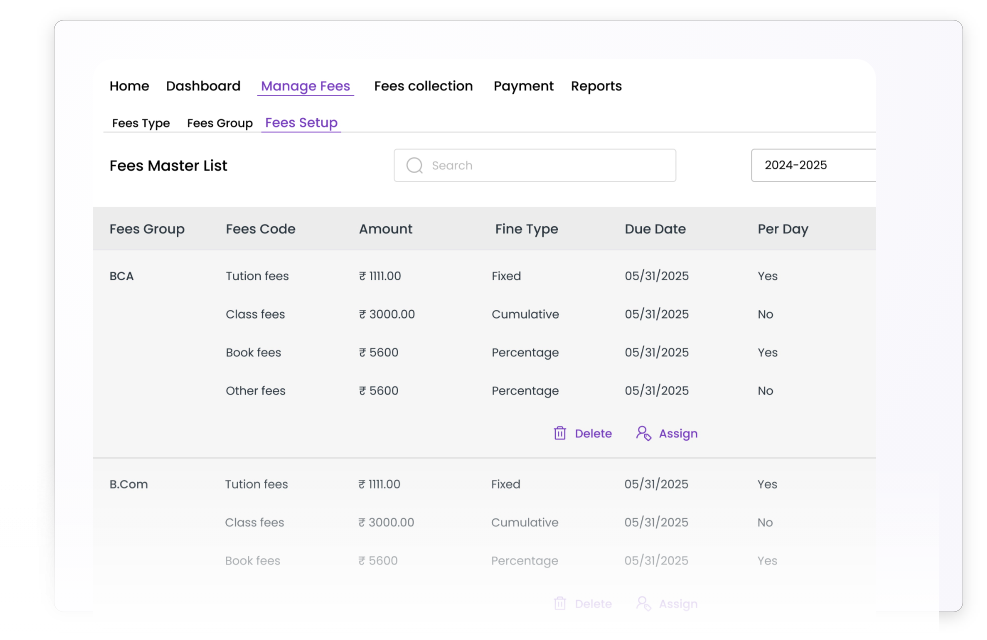 Home Dashboard Manage Fees Fees collection Payment Reports
Fees Type Fees Group Fees Setup
Fees Master List Search 2024-2025
Fees Group Fees Code Amount Fine Type Due Date Per Day
BCA Tution fees ₹ 1111.00 Fixed 05/31/2025 Yes
Class fees ₹ 3000.00 Cumulative 05/31/2025 No
Book fees ₹ 5600 Percentage 05/31/2025 Yes
Other fees ₹ 5600 Percentage 05/31/2025 No
Delete Assign
B.Com Tution fees ₹ 1111.00 Fixed 05/31/2025 Yes
Class fees ₹ 3000.00 Cumulative 05/31/2025 No
Book fees ₹ 5600 Percentage 05/31/2025 Yes
Delete Assign